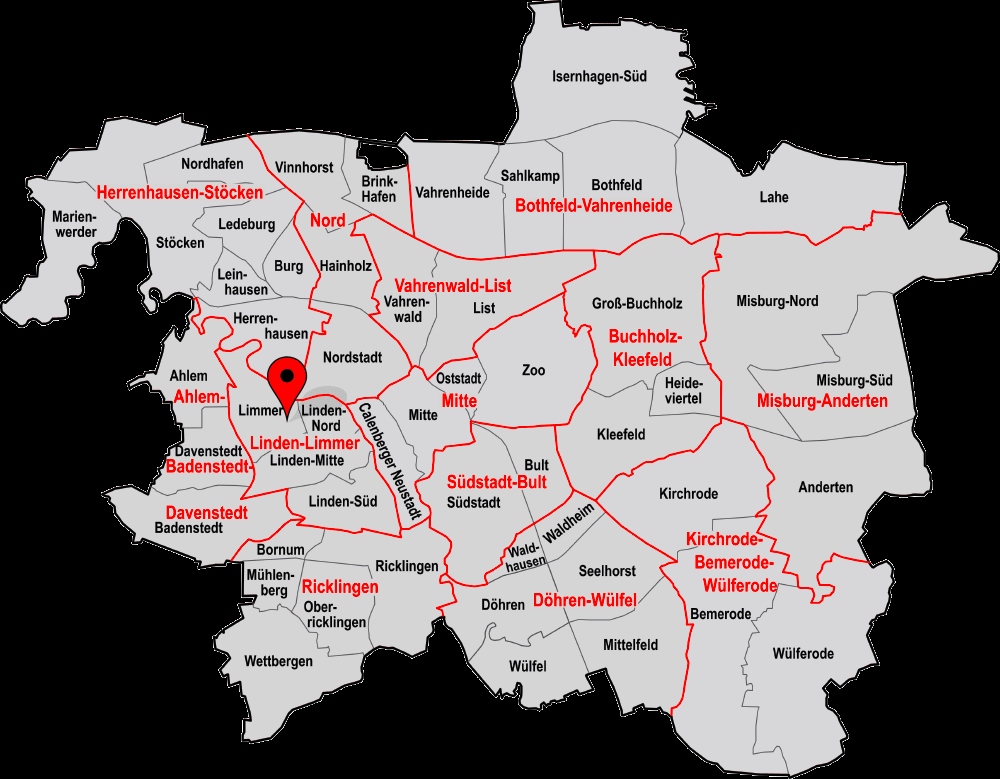 Isernhagen-Süd
Nordhafen
Vinnhorst
Brink-
Hafen
Vahrenheide
Sahlkamp
Bothfeld
Lahe
Herrenhausen-Stöcken
Bothfeld-Vahrenheide
Marien-
werder
Ledeburg
Nord
Stöcken
Burg
Hainholz
Lein-
hausen
Vahrenwald-List
Vahren-
wald
List
Groß-Buchholz
Misburg-Nord
Herren-
hausen
Buchholz-
Kleefeld
Nordstadt
Ahlem
Ahlem-
Oststadt
Zoo
Mitte
Heide-
viertel
Misburg-Süd
Misburg-Anderten
Limmer
Linden-
Nord
Calenberger Neustadt
Mitte
Kleefeld
Linden-Limmer
Linden-Mitte
Davenstedt
Badenstedt-
Bult
Südstadt-Bult
Südstadt
Kirchrode
Anderten
Linden-Süd
Davenstedt
Badenstedt
Waldheim
Wald-
hausen
Kirchrode-
Bemerode-
Wülferode
Bornum
Ricklingen
Mühlen-
berg
Ricklingen
Seelhorst
Ober-
ricklingen
Döhren
Döhren-Wülfel
Bemerode
Wettbergen
Mittelfeld
Wülferode
Wülfel